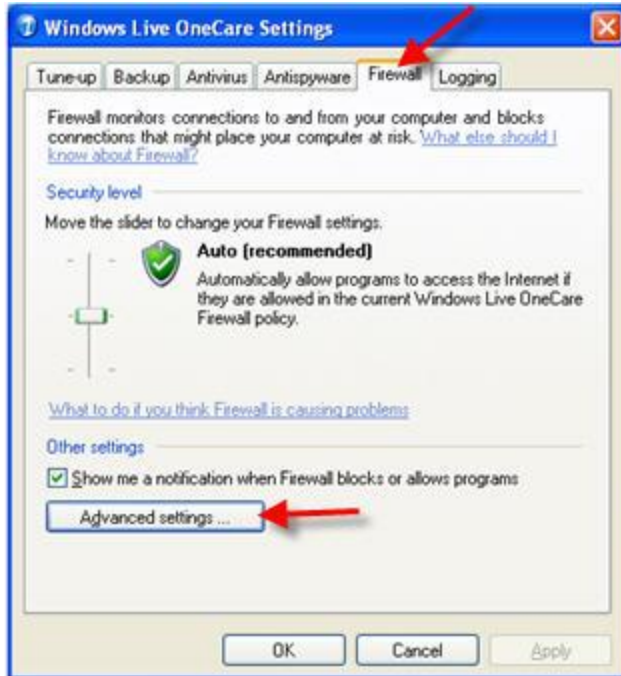 Windows Live OneCare Settings
Tune-up Backup Antivirus Antispyware Firewall Logging
Firewall monitors connections to and from your computer and blocks
connections that might place your computer at risk. What else should I
know about Firewall?
Security level
Move the slider to change your Firewall settings.
Auto (recommended)
Automatically allow programs to access the Internet if
they are allowed in the current Windows Live OneCare
Firewall policy.
What to do if you think Firewall is causing problems
Other settings
Show me a notification when Firewall blocks or allows programs
Advanced settings ...
OK Cancel Apply